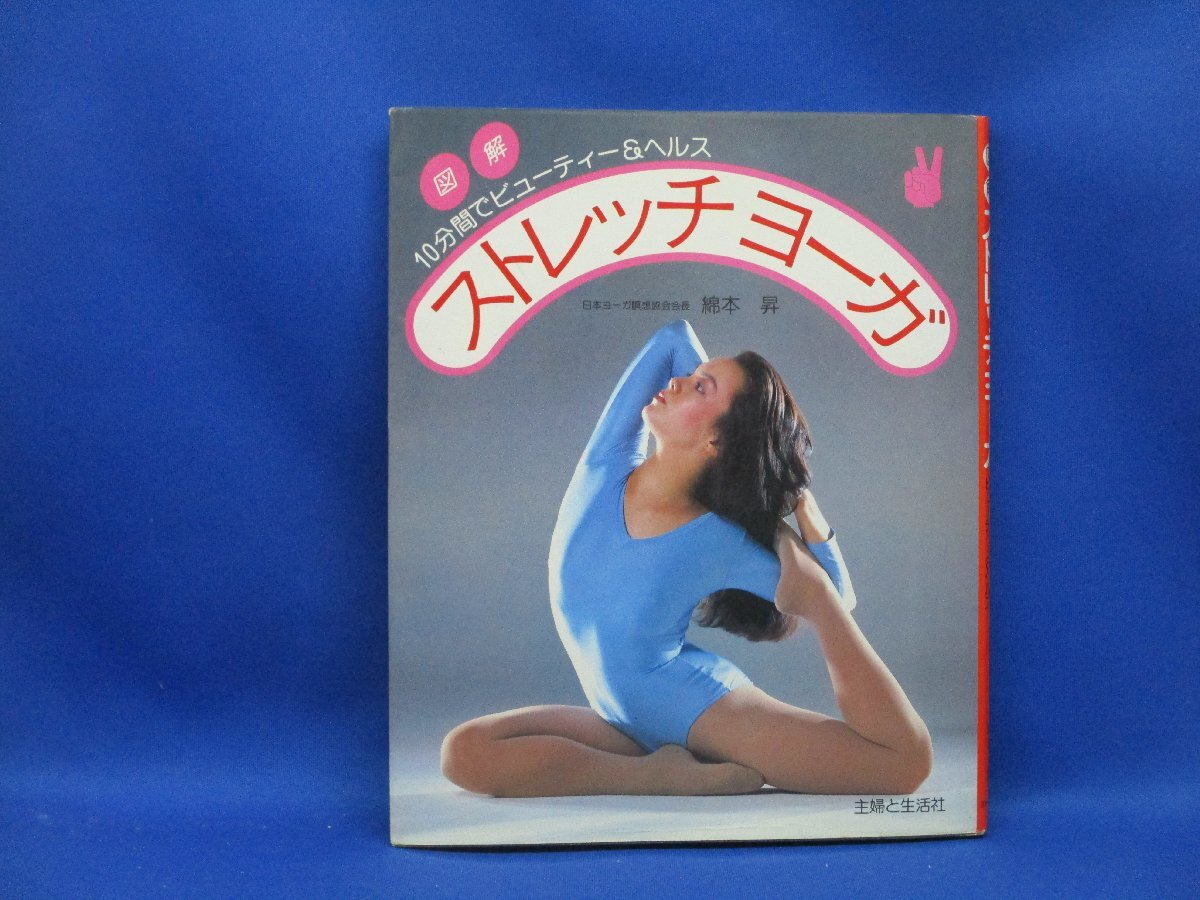 図解
10分間でビューティー&ヘルス
ストレッチヨーガ
日本ヨーガ瞑想協会会長 綿本 昇
主婦と生活社